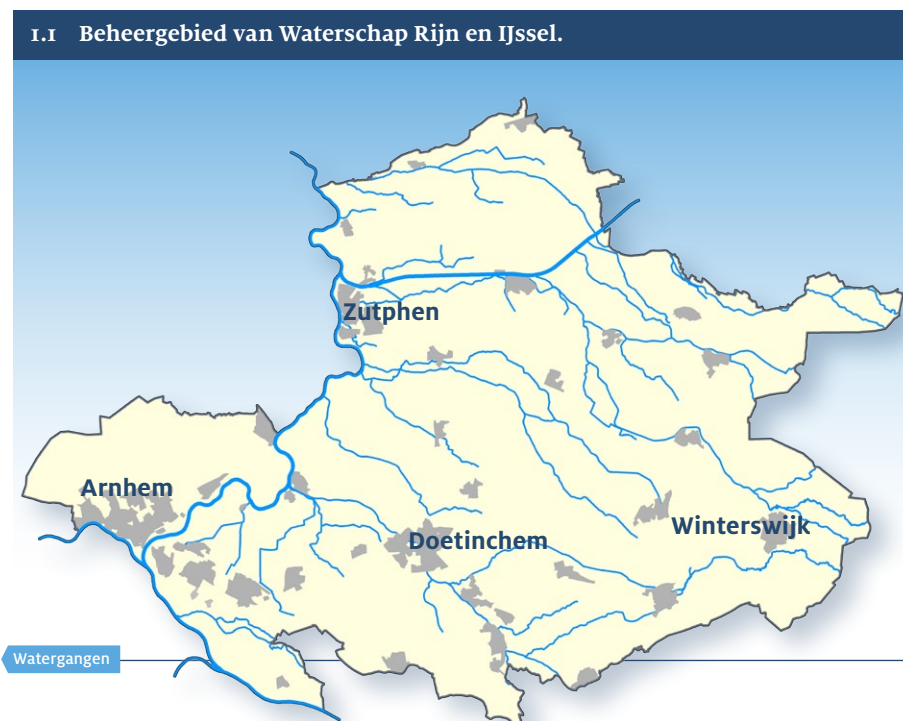 1.1 Beheergebied van Waterschap Rijn en IJssel.
Zutphen
Arnhem
Winterswijk
Doetinchem
Watergangen